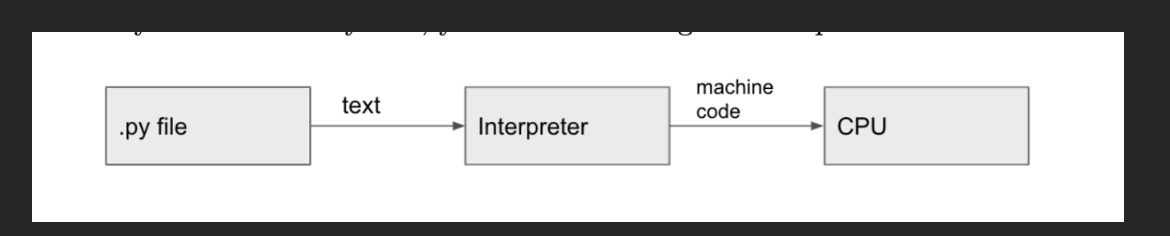 .py file
text
Interpreter
machine
code
CPU